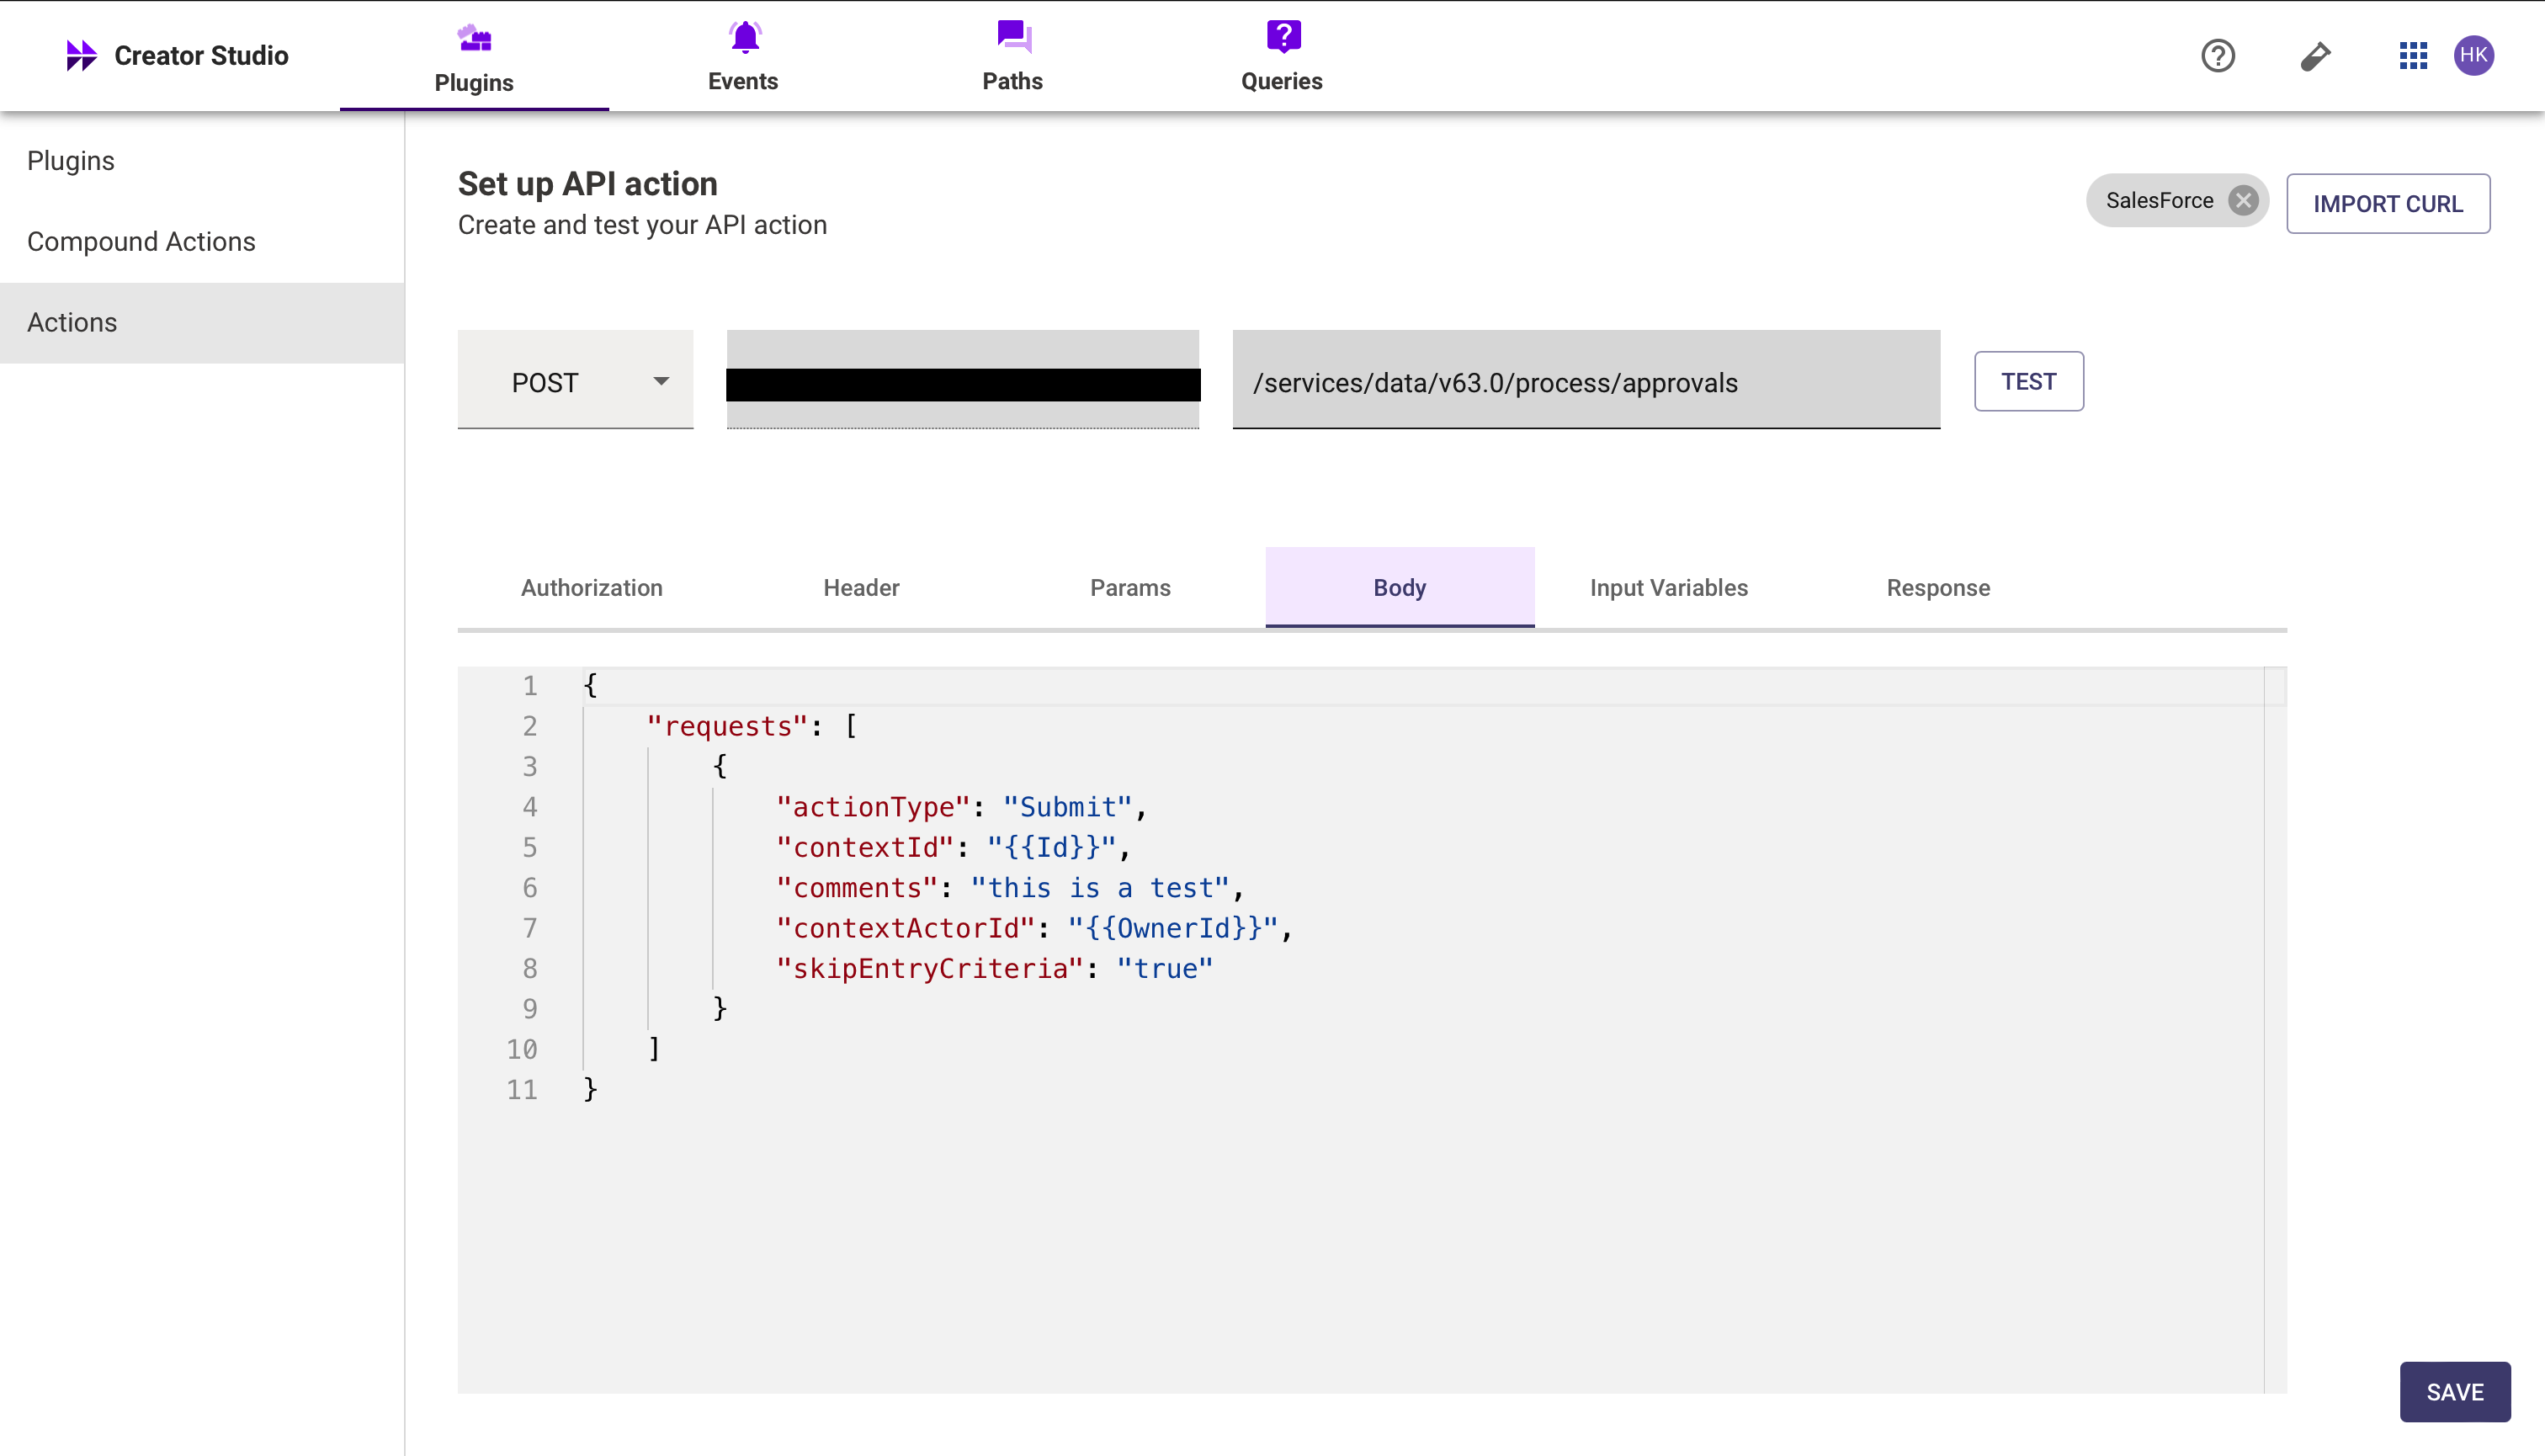 Creator Studio
Plugins
Events
Paths
Queries
HK
Plugins
Compound Actions
Actions
Set up API action
Create and test your API action
SalesForce
IMPORT CURL
POST
/services/data/v63.0/process/approvals
TEST
Authorization
Header
Params
Body
Input Variables
Response
1 {
2 "requests": [
3 {
4 "actionType": "Submit",
5 "contextId": "{{Id}}",
6 "comments": "this is a test",
7 "contextActorId": "{{OwnerId}}",
8 "skipEntryCriteria": "true"
9 }
10 ]
11 }
SAVE